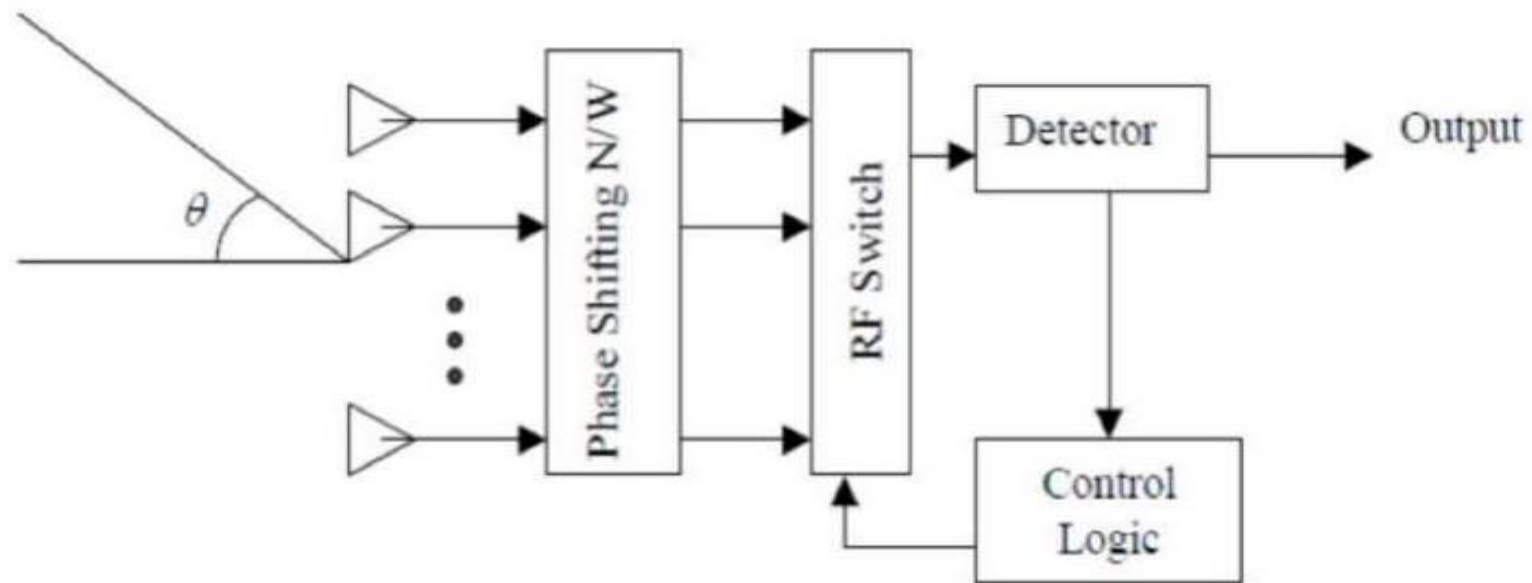 θ
Phase Shifting N/W
RF Switch
Detector
Output
Control
Logic